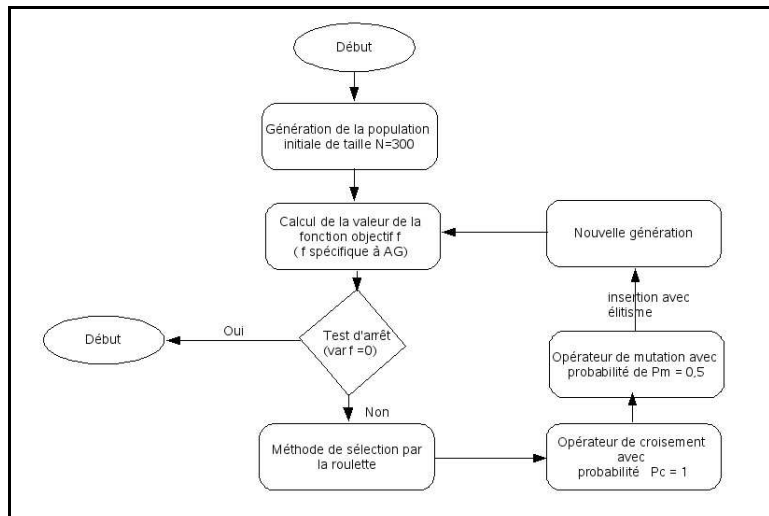 Début
Génération de la population
initiale de taille N=300
Calcul de la valeur de la
fonction objectif f
( f spécifique à AG)
Nouvelle génération
insertion avec
élitisme
Oui
Début
Test d'arrêt
(var f =0)
Opérateur de mutation avec
probabilité de Pm = 0,5
Non
Méthode de sélection par
la roulette
Opérateur de croisement
avec
probabilité Pc = 1